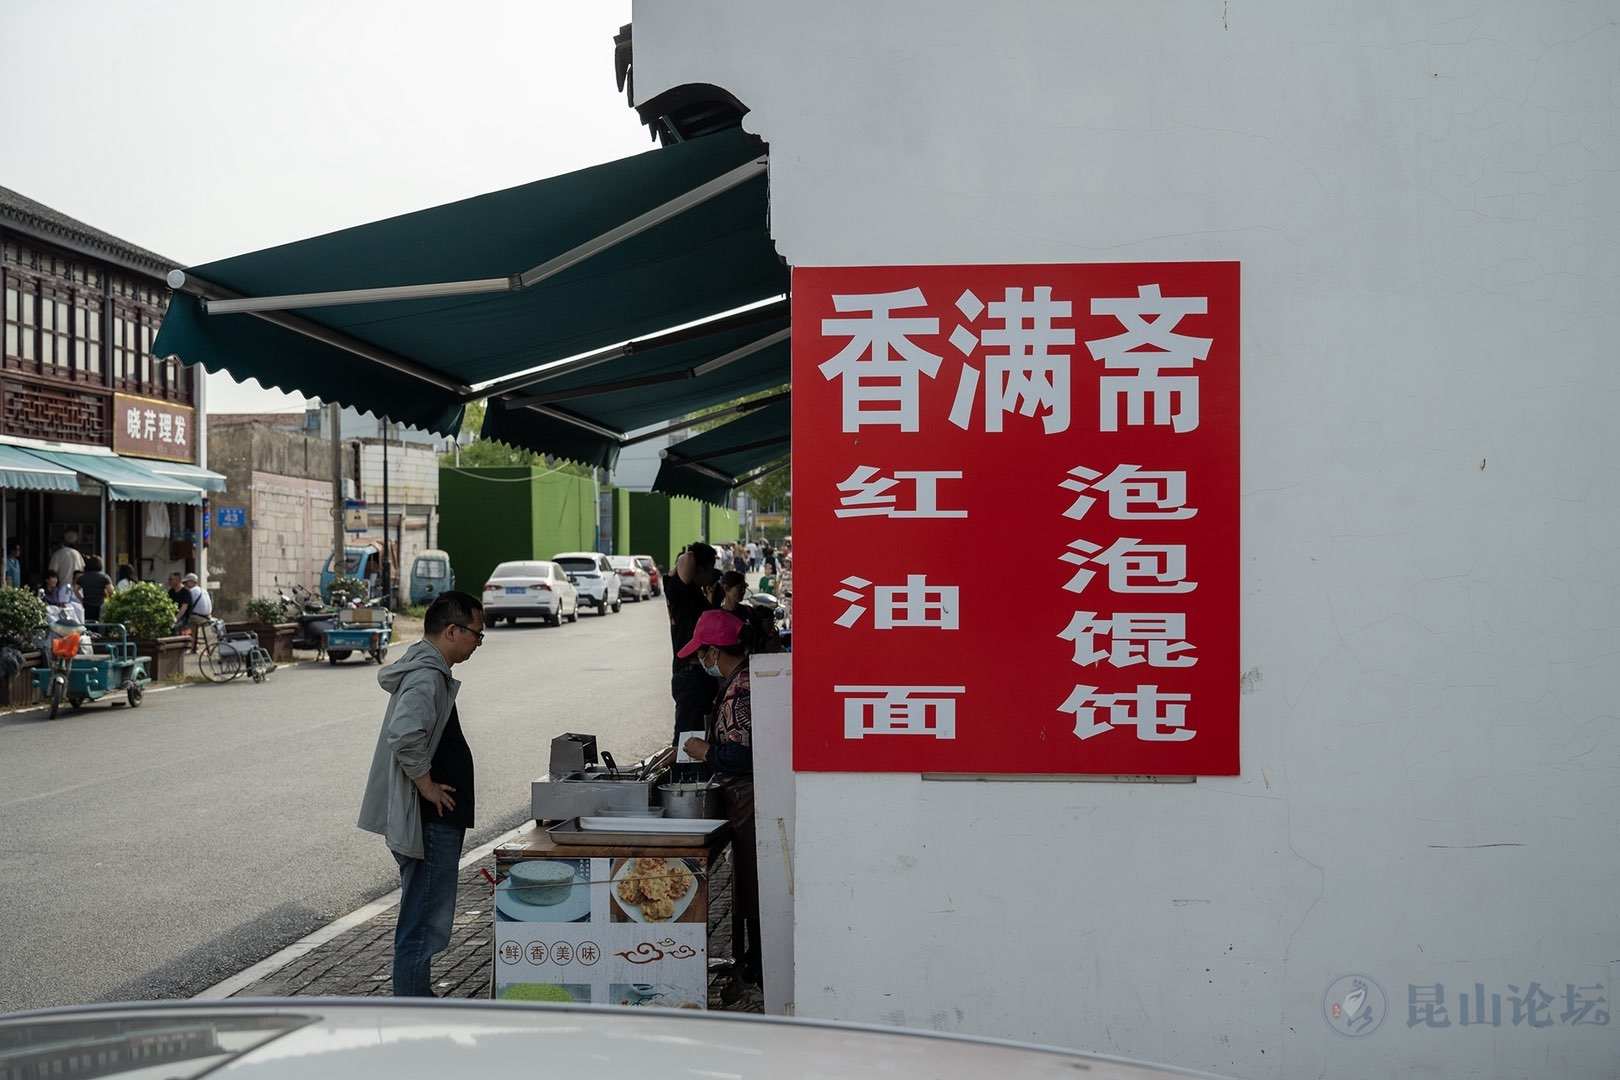 香满斋
红油面
泡泡馄饨
晓芹理发
43
鲜香美味
昆山论坛